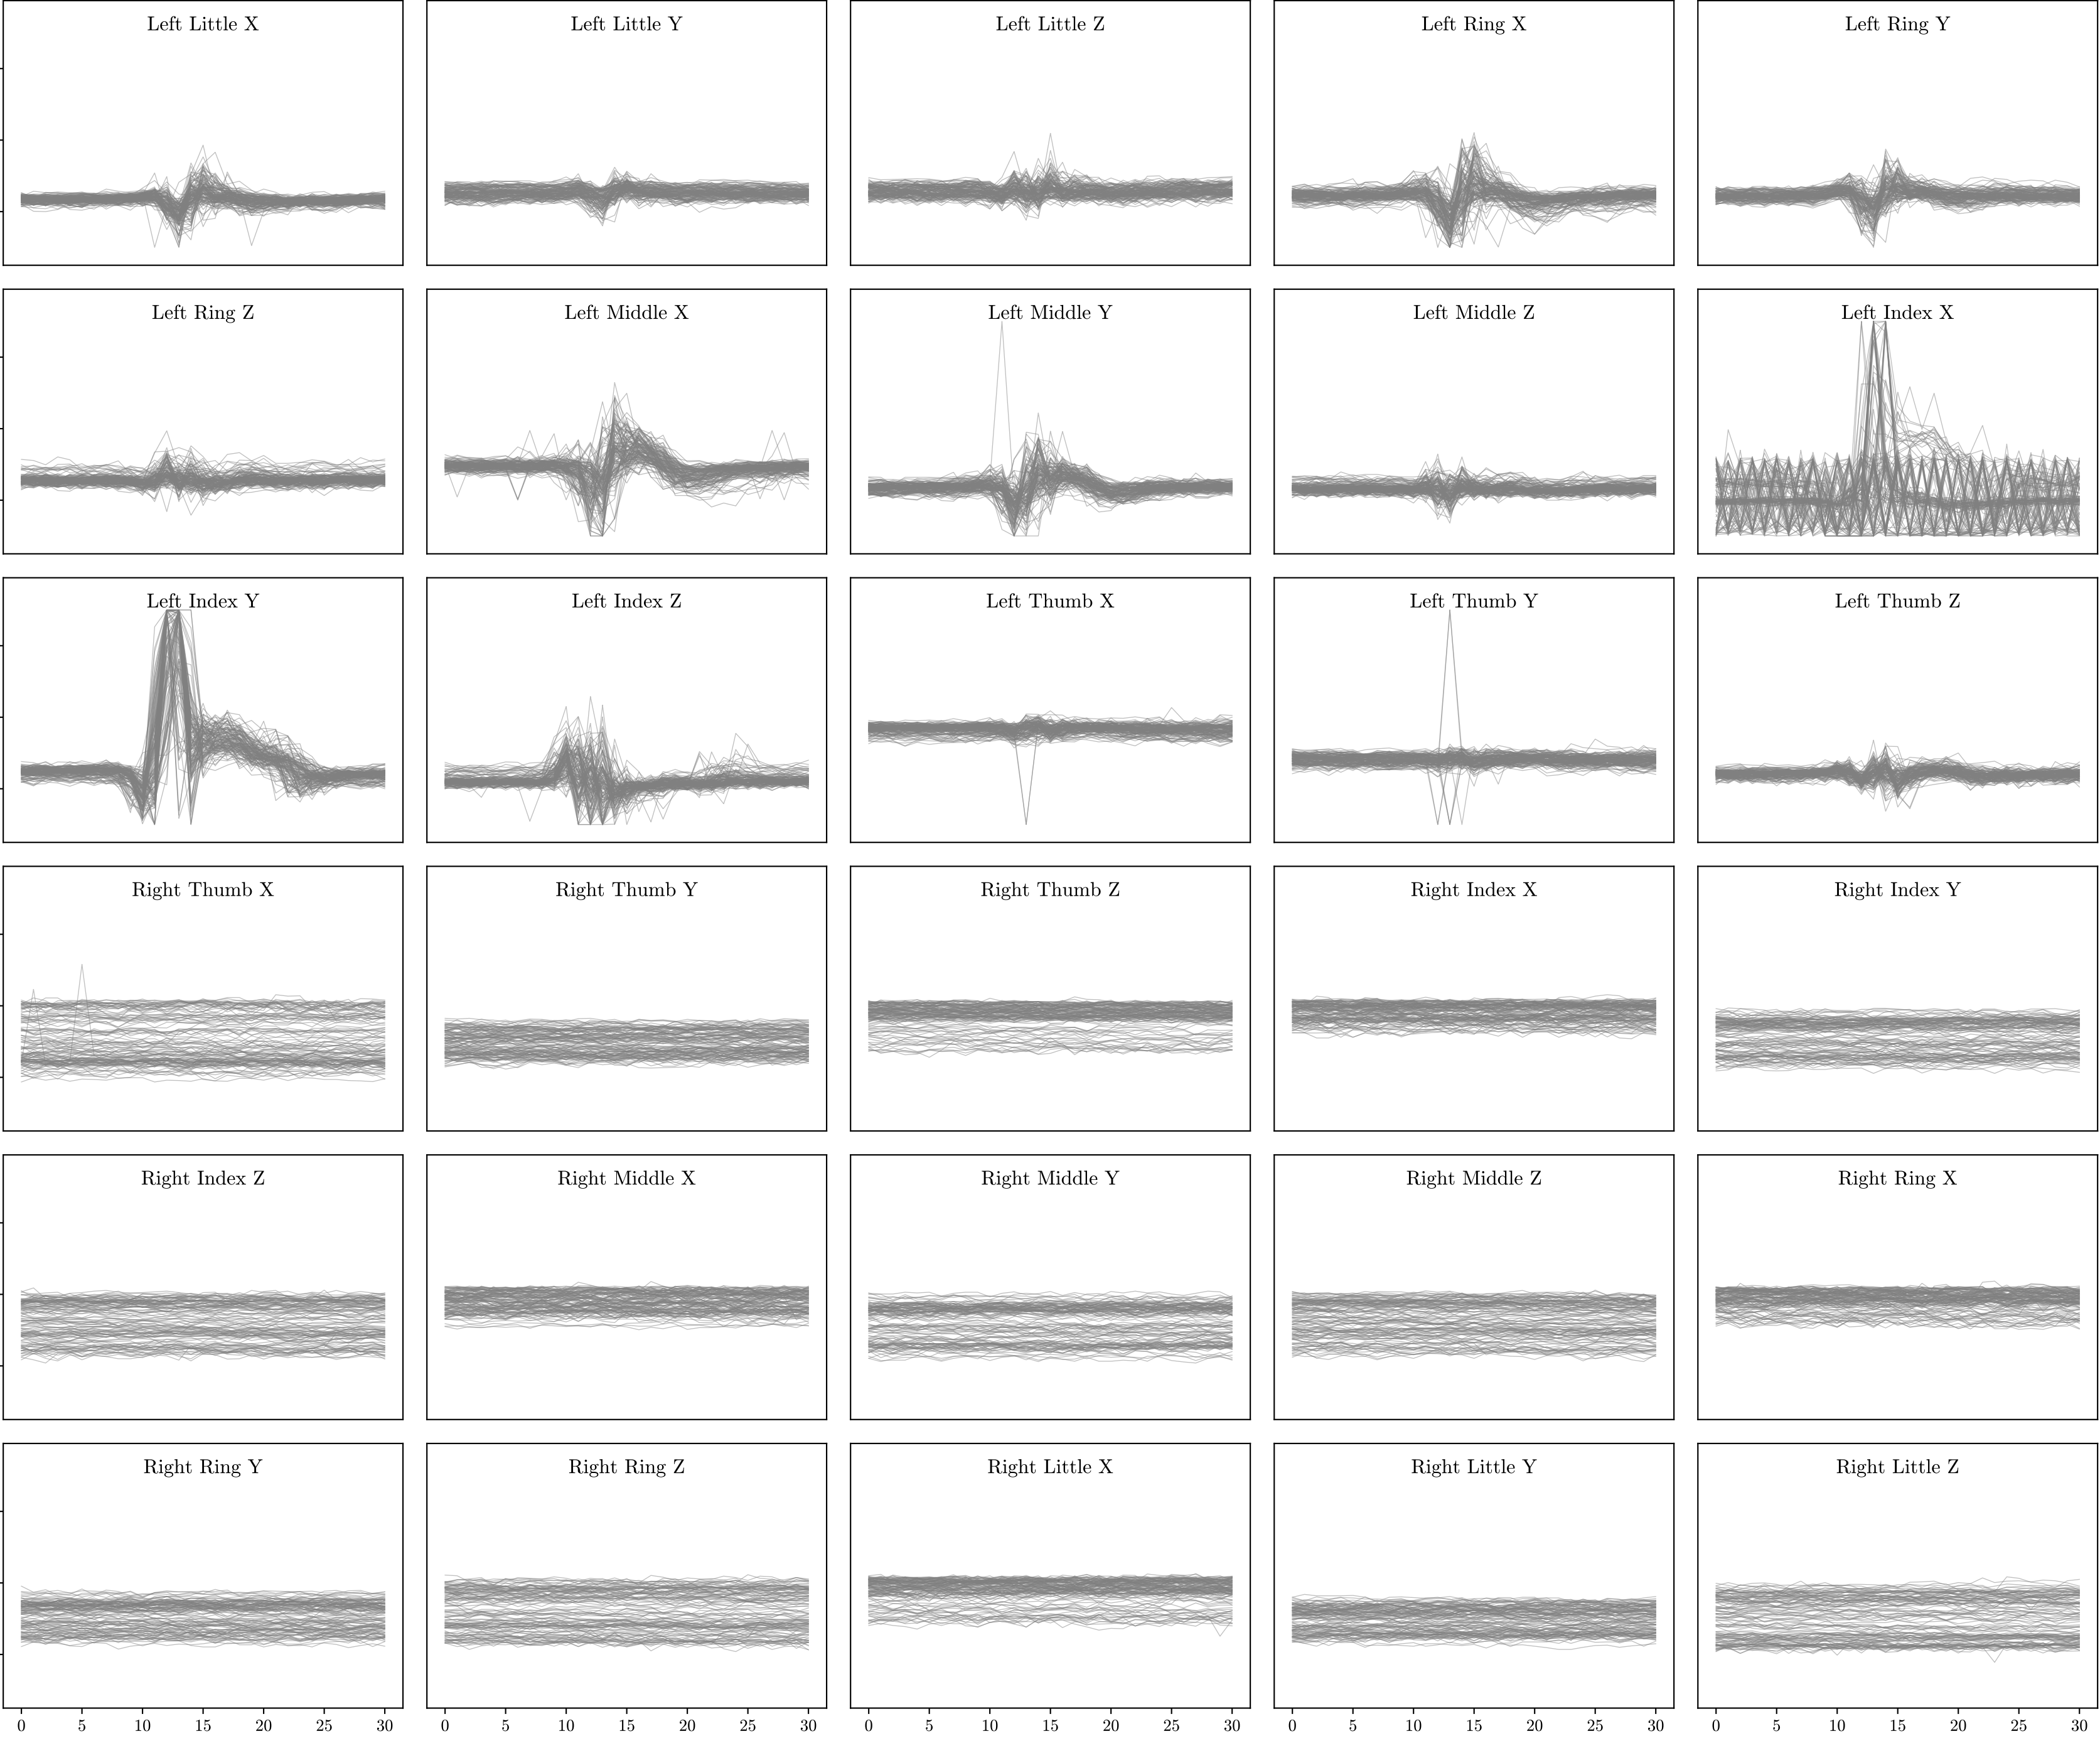 Left Little X
Left Little Y
Left Little Z
Left Ring X
Left Ring Y
Left Ring Z
Left Middle X
Left Middle Y
Left Middle Z
Left Index X
Left Index Y
Left Index Z
Left Thumb X
Left Thumb Y
Left Thumb Z
Right Thumb X
Right Thumb Y
Right Thumb Z
Right Index X
Right Index Y
Right Index Z
Right Middle X
Right Middle Y
Right Middle Z
Right Ring X
Right Ring Y
Right Ring Z
Right Little X
Right Little Y
Right Little Z
0 5 10 15 20 25 30
0 5 10 15 20 25 30
0 5 10 15 20 25 30
0 5 10 15 20 25 30
0 5 10 15 20 25 30